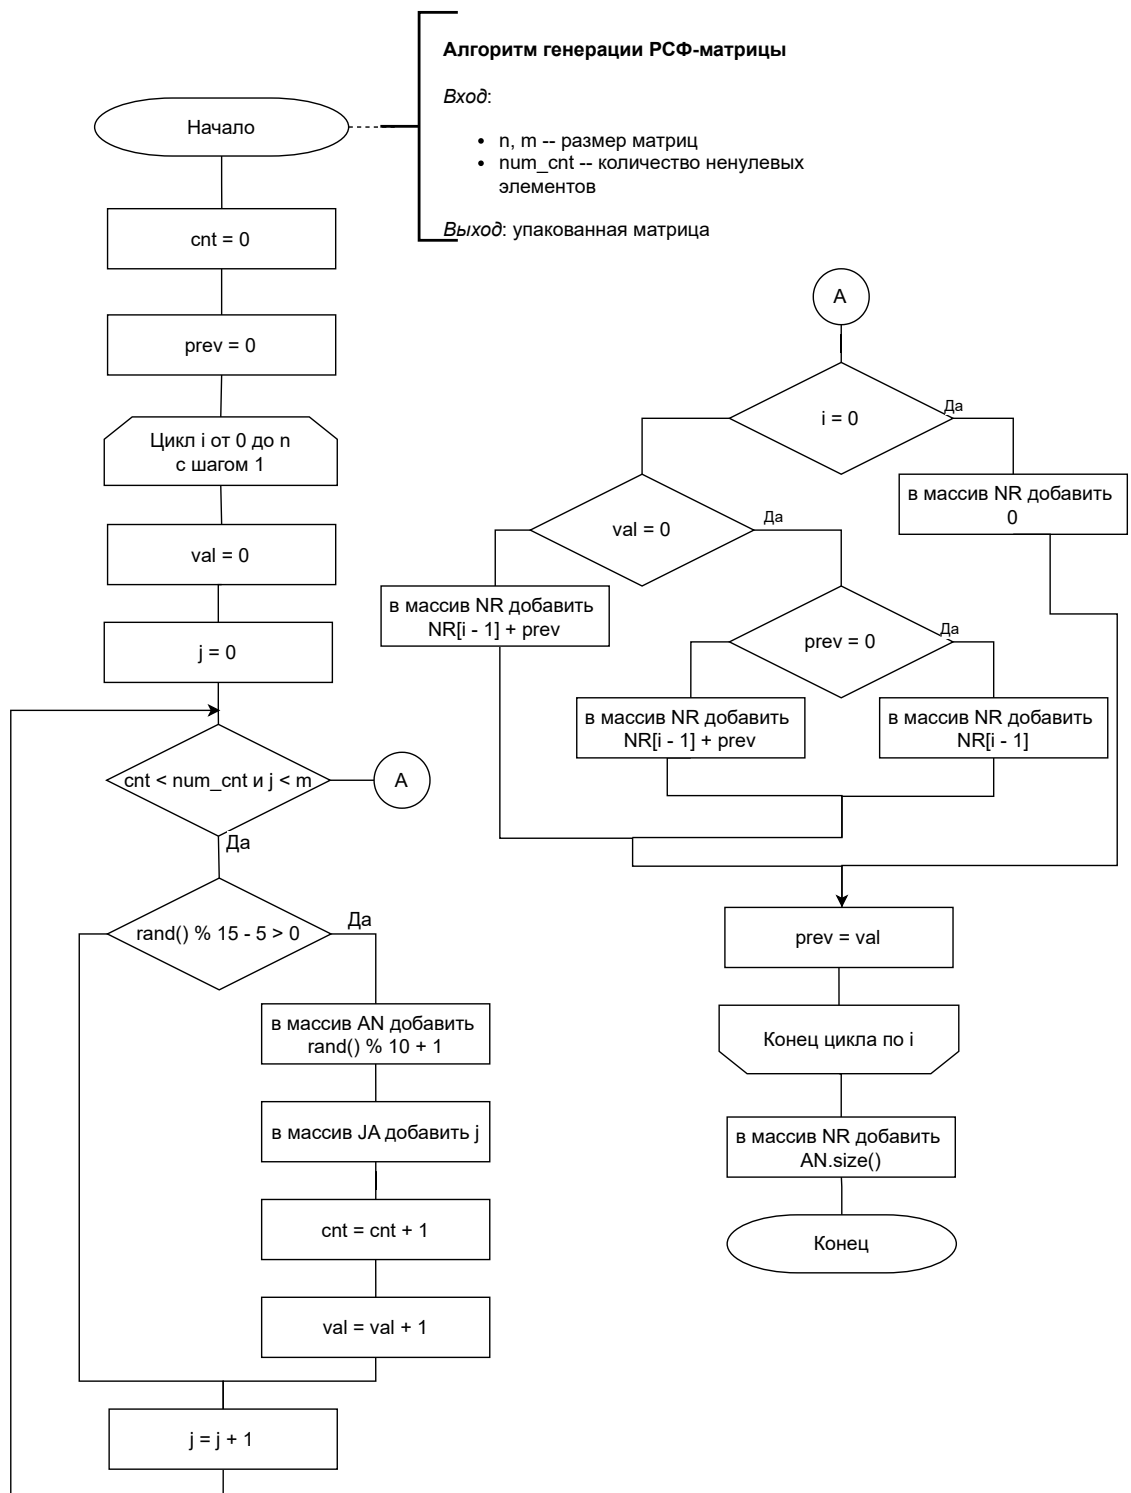 Алгоритм генерации РСФ-матрицы
Вход:
• n, m -- размер матриц
• num_cnt -- количество ненулевых
элементов
Выход: упакованная матрица
Начало
cnt = 0
prev = 0
Цикл i от 0 до n
с шагом 1
val = 0
j = 0
cnt < num_cnt и j < m
A
Да
rand() % 15 - 5 > 0
Да
в массив AN добавить
rand() % 10 + 1
в массив JA добавить j
cnt = cnt + 1
val = val + 1
j = j + 1
A
i = 0
Да
в массив NR добавить
0
val = 0
Да
в массив NR добавить
NR[i - 1] + prev
prev = 0
Да
в массив NR добавить
NR[i - 1] + prev
в массив NR добавить
NR[i - 1]
prev = val
Конец цикла по i
в массив NR добавить
AN.size()
Конец